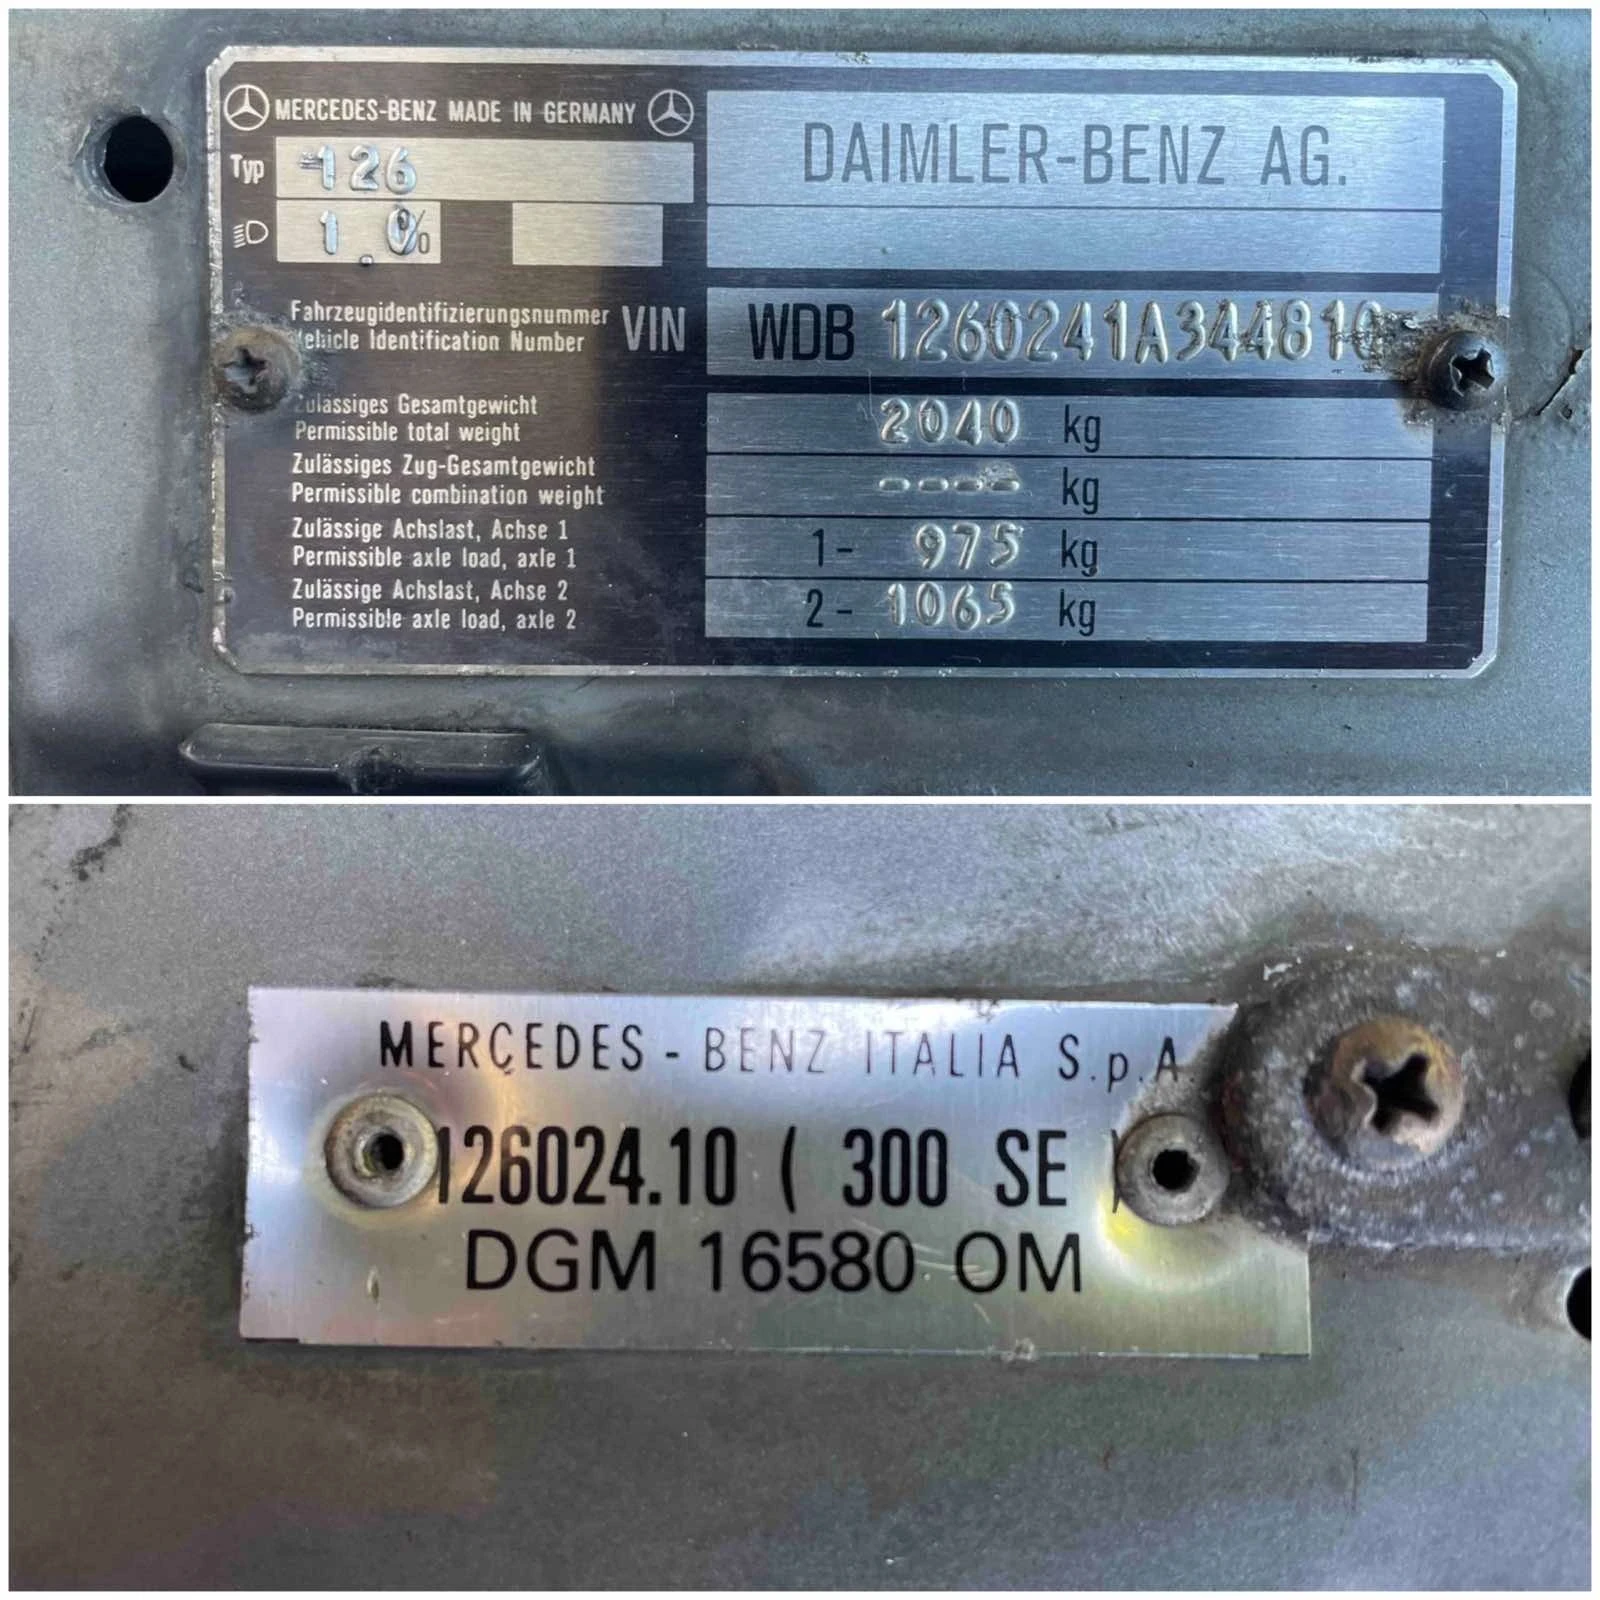 MERCEDES-BENZ MADE IN GERMANY
Typ 126
1.0%
DAIMLER-BENZ AG.
Fahrzeugidentifizierungsnummer
Vehicle Identification Number
VIN WDB 1260241A344810
Zulässiges Gesamtgewicht
Permissible total weight
2040 kg
Zulässiges Zug-Gesamtgewicht
Permissible combination weight
---- kg
Zulässige Achslast, Achse 1
Permissible axle load, axle 1
1- 975 kg
Zulässige Achslast, Achse 2
Permissible axle load, axle 2
2- 1065 kg
MERCEDES - BENZ ITALIA S.p.A.
126024.10 ( 300 SE )
DGM 16580 OM